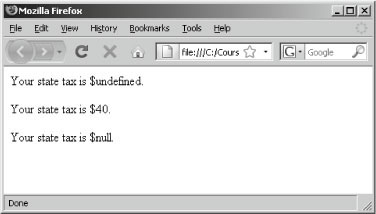 Mozilla Firefox
File Edit View History Bookmarks Tools Help
file:///C:/Cours
G Google
Your state tax is $undefined.
Your state tax is $40.
Your state tax is $null.
Done